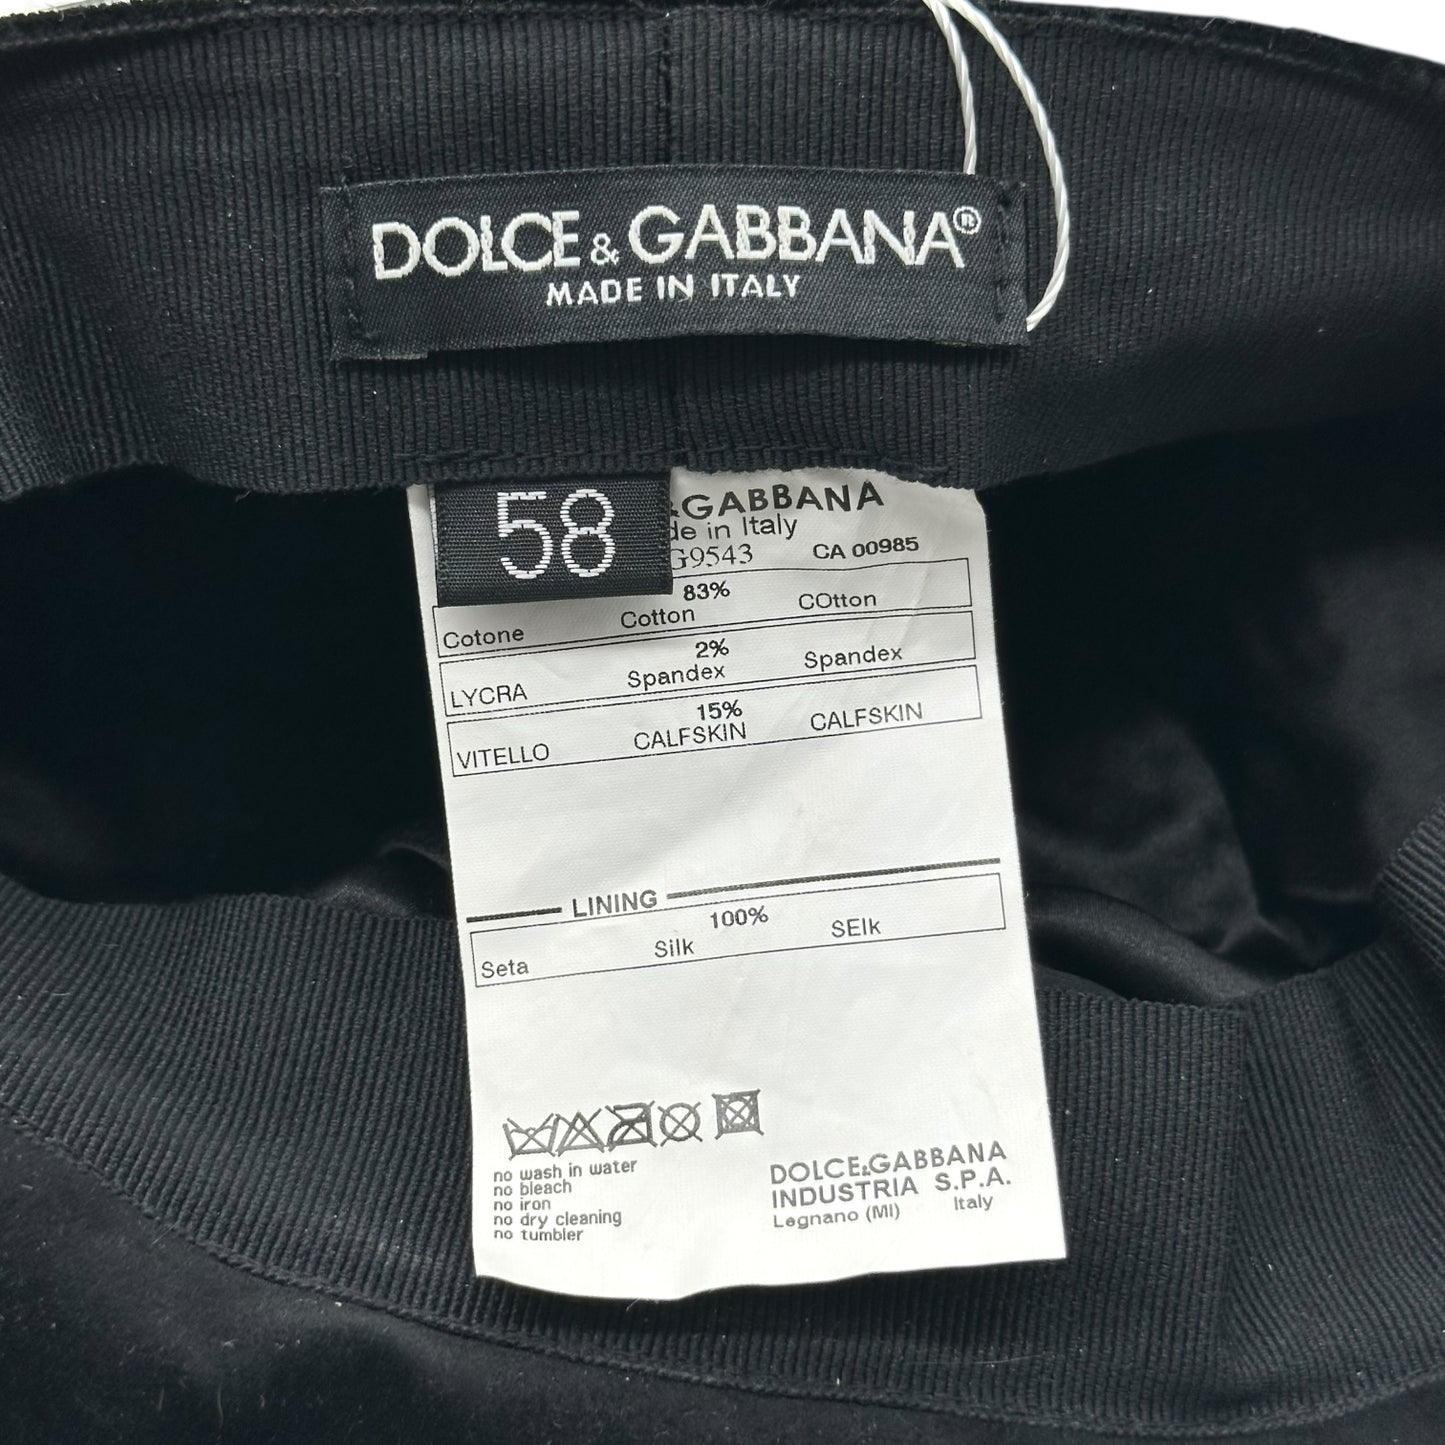 DOLCE & GABBANA®
MADE IN ITALY
58
&GABBANA
in Italy
G9543 CA 00985
83%
Cotone Cotton COtton
2%
LYCRA Spandex Spandex
15%
VITELLO CALFSKIN CALFSKIN
LINING
100%
Seta Silk SElk
no wash in water
no bleach
no iron
no dry cleaning
no tumbler
DOLCE&GABBANA
INDUSTRIA S.P.A.
Legnano (MI) Italy